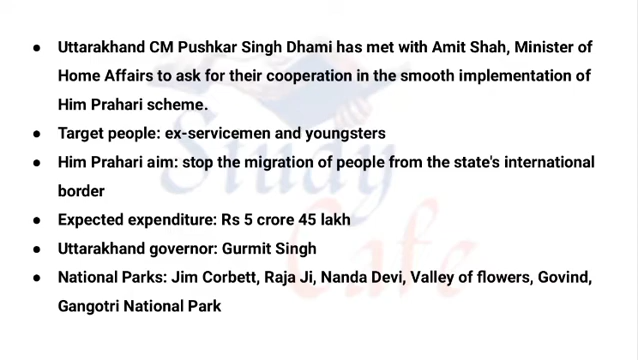 ● Uttarakhand CM Pushkar Singh Dhami has met with Amit Shah, Minister of
Home Affairs to ask for their cooperation in the smooth implementation of
Him Prahari scheme.
● Target people: ex-servicemen and youngsters
● Him Prahari aim: stop the migration of people from the state's international
border
● Expected expenditure: Rs 5 crore 45 lakh
● Uttarakhand governor: Gurmit Singh
● National Parks: Jim Corbett, Raja Ji, Nanda Devi, Valley of flowers, Govind,
Gangotri National Park
Study
Cafe